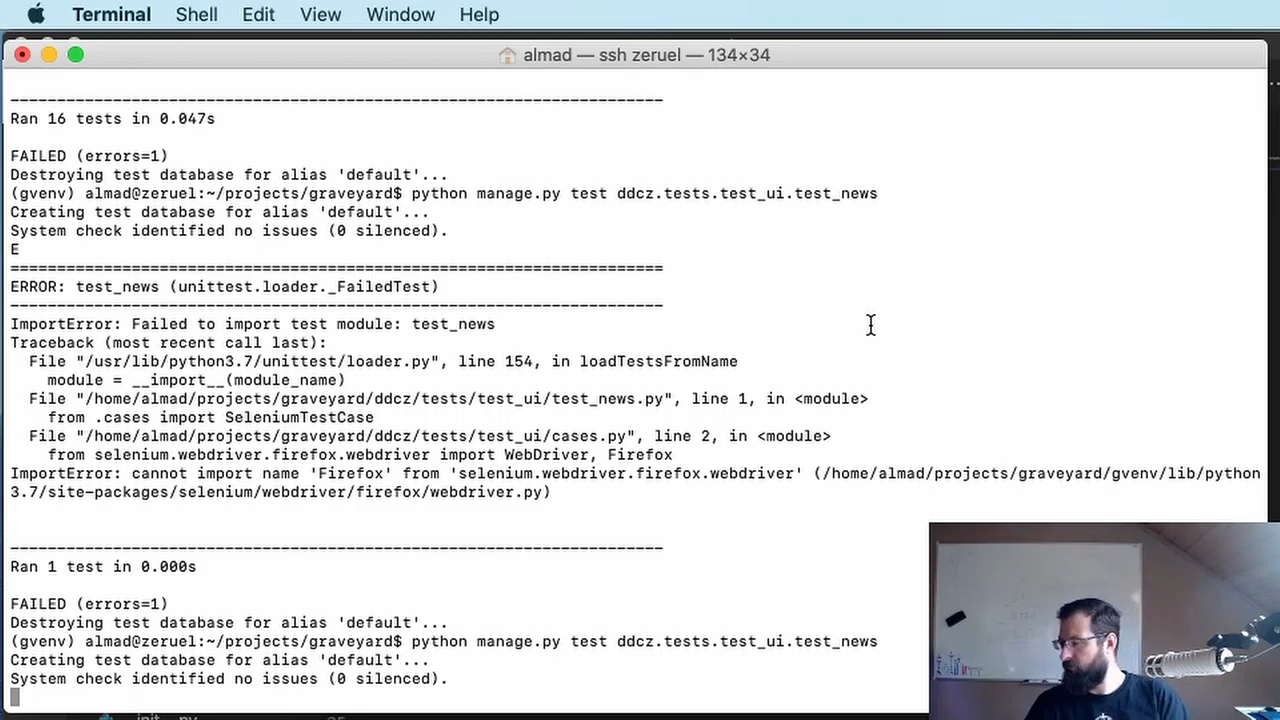 Terminal Shell Edit View Window Help
almad — ssh zeruel — 134×34
----------------------------------------------------------------------
Ran 16 tests in 0.047s
FAILED (errors=1)
Destroying test database for alias 'default'...
(gvenv) almad@zeruel:~/projects/graveyard$ python manage.py test ddcz.tests.test_ui.test_news
Creating test database for alias 'default'...
System check identified no issues (0 silenced).
E
======================================================================
ERROR: test_news (unittest.loader._FailedTest)
----------------------------------------------------------------------
ImportError: Failed to import test module: test_news
Traceback (most recent call last):
File "/usr/lib/python3.7/unittest/loader.py", line 154, in loadTestsFromName
module = __import__(module_name)
File "/home/almad/projects/graveyard/ddcz/tests/test_ui/test_news.py", line 1, in <module>
from .cases import SeleniumTestCase
File "/home/almad/projects/graveyard/ddcz/tests/test_ui/cases.py", line 2, in <module>
from selenium.webdriver.firefox.webdriver import WebDriver, Firefox
ImportError: cannot import name 'Firefox' from 'selenium.webdriver.firefox.webdriver' (/home/almad/projects/graveyard/gvenv/lib/python
3.7/site-packages/selenium/webdriver/firefox/webdriver.py)
----------------------------------------------------------------------
Ran 1 test in 0.000s
FAILED (errors=1)
Destroying test database for alias 'default'...
(gvenv) almad@zeruel:~/projects/graveyard$ python manage.py test ddcz.tests.test_ui.test_news
Creating test database for alias 'default'...
System check identified no issues (0 silenced).